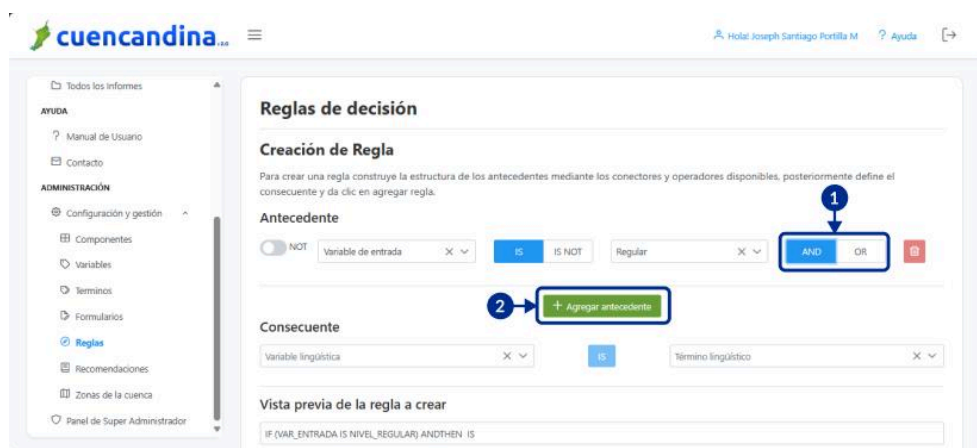 cuencandina
Hola! Joseph Santiago Portilla M
? Ayuda
Todos los Informes
AYUDA
? Manual de Usuario
Contacto
ADMINISTRACIÓN
Configuración y gestión
Componentes
Variables
Terminos
Formularios
Reglas
Recomendaciones
Zonas de la cuenca
Panel de Super Administrador
Reglas de decisión
Creación de Regla
Para crear una regla construye la estructura de los antecedentes mediante los conectores y operadores disponibles, posteriormente define el
consecuente y da clic en agregar regla.
1
Antecedente
NOT Variable de entrada IS IS NOT Regular AND OR
2 + Agregar antecedente
Consecuente
Variable lingüística IS Término lingüístico
Vista previa de la regla a crear
IF (VAR_ENTRADA IS NIVEL_REGULAR) ANDTHEN IS